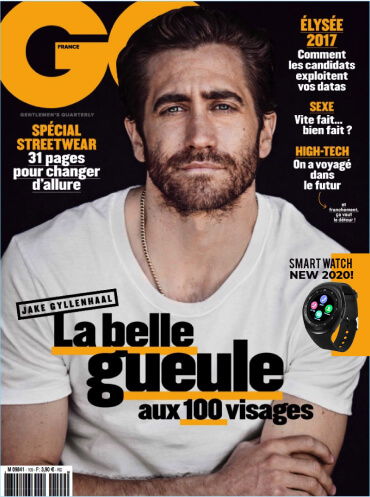 GQ
FRANCE
GENTLEMEN'S QUARTERLY
SPÉCIAL
STREETWEAR
31 pages
pour changer
d'allure
ÉLYSÉE
2017
Comment
les candidats
exploitent
vos datas
SEXE
Vite fait...
bien fait ?
HIGH-TECH
On a voyagé
dans
le futur
et
franchement,
ça vaut
le détour !
SMART WATCH
NEW 2020!
JAKE GYLLENHAAL
La belle
gueule
aux 100 visages